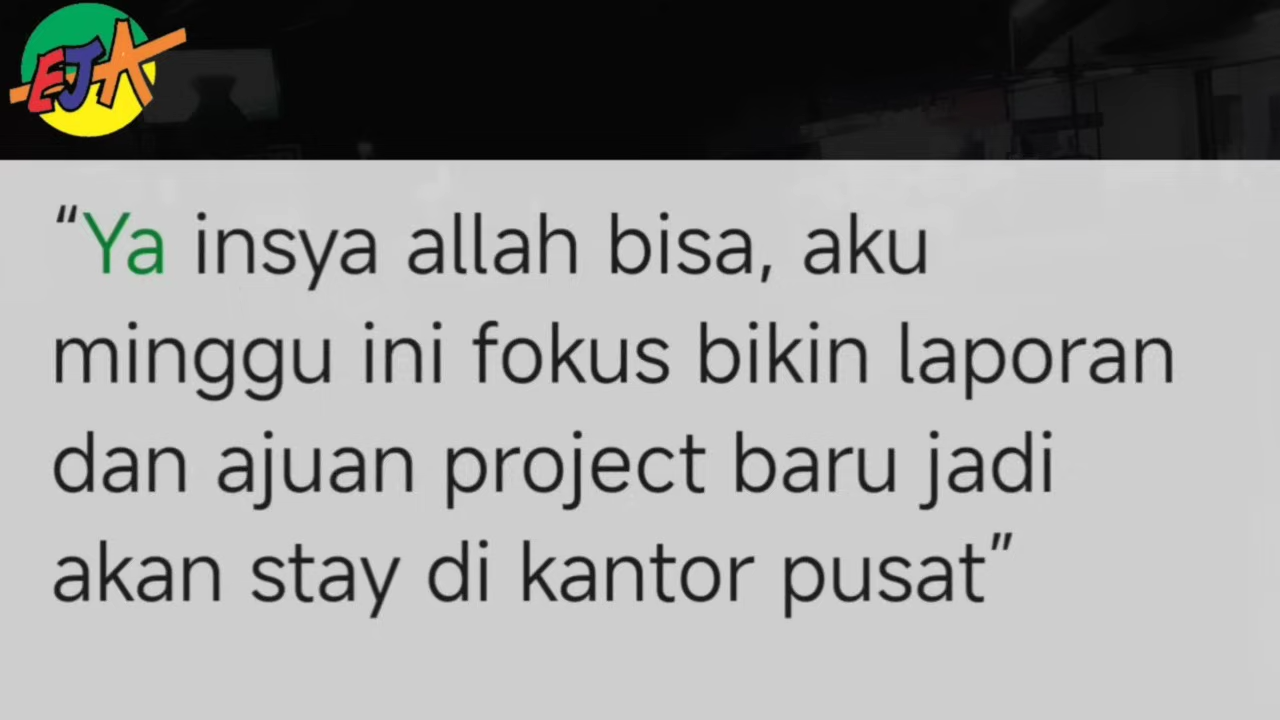 EJA
“Ya insya allah bisa, aku
minggu ini fokus bikin laporan
dan ajuan project baru jadi
akan stay di kantor pusat”